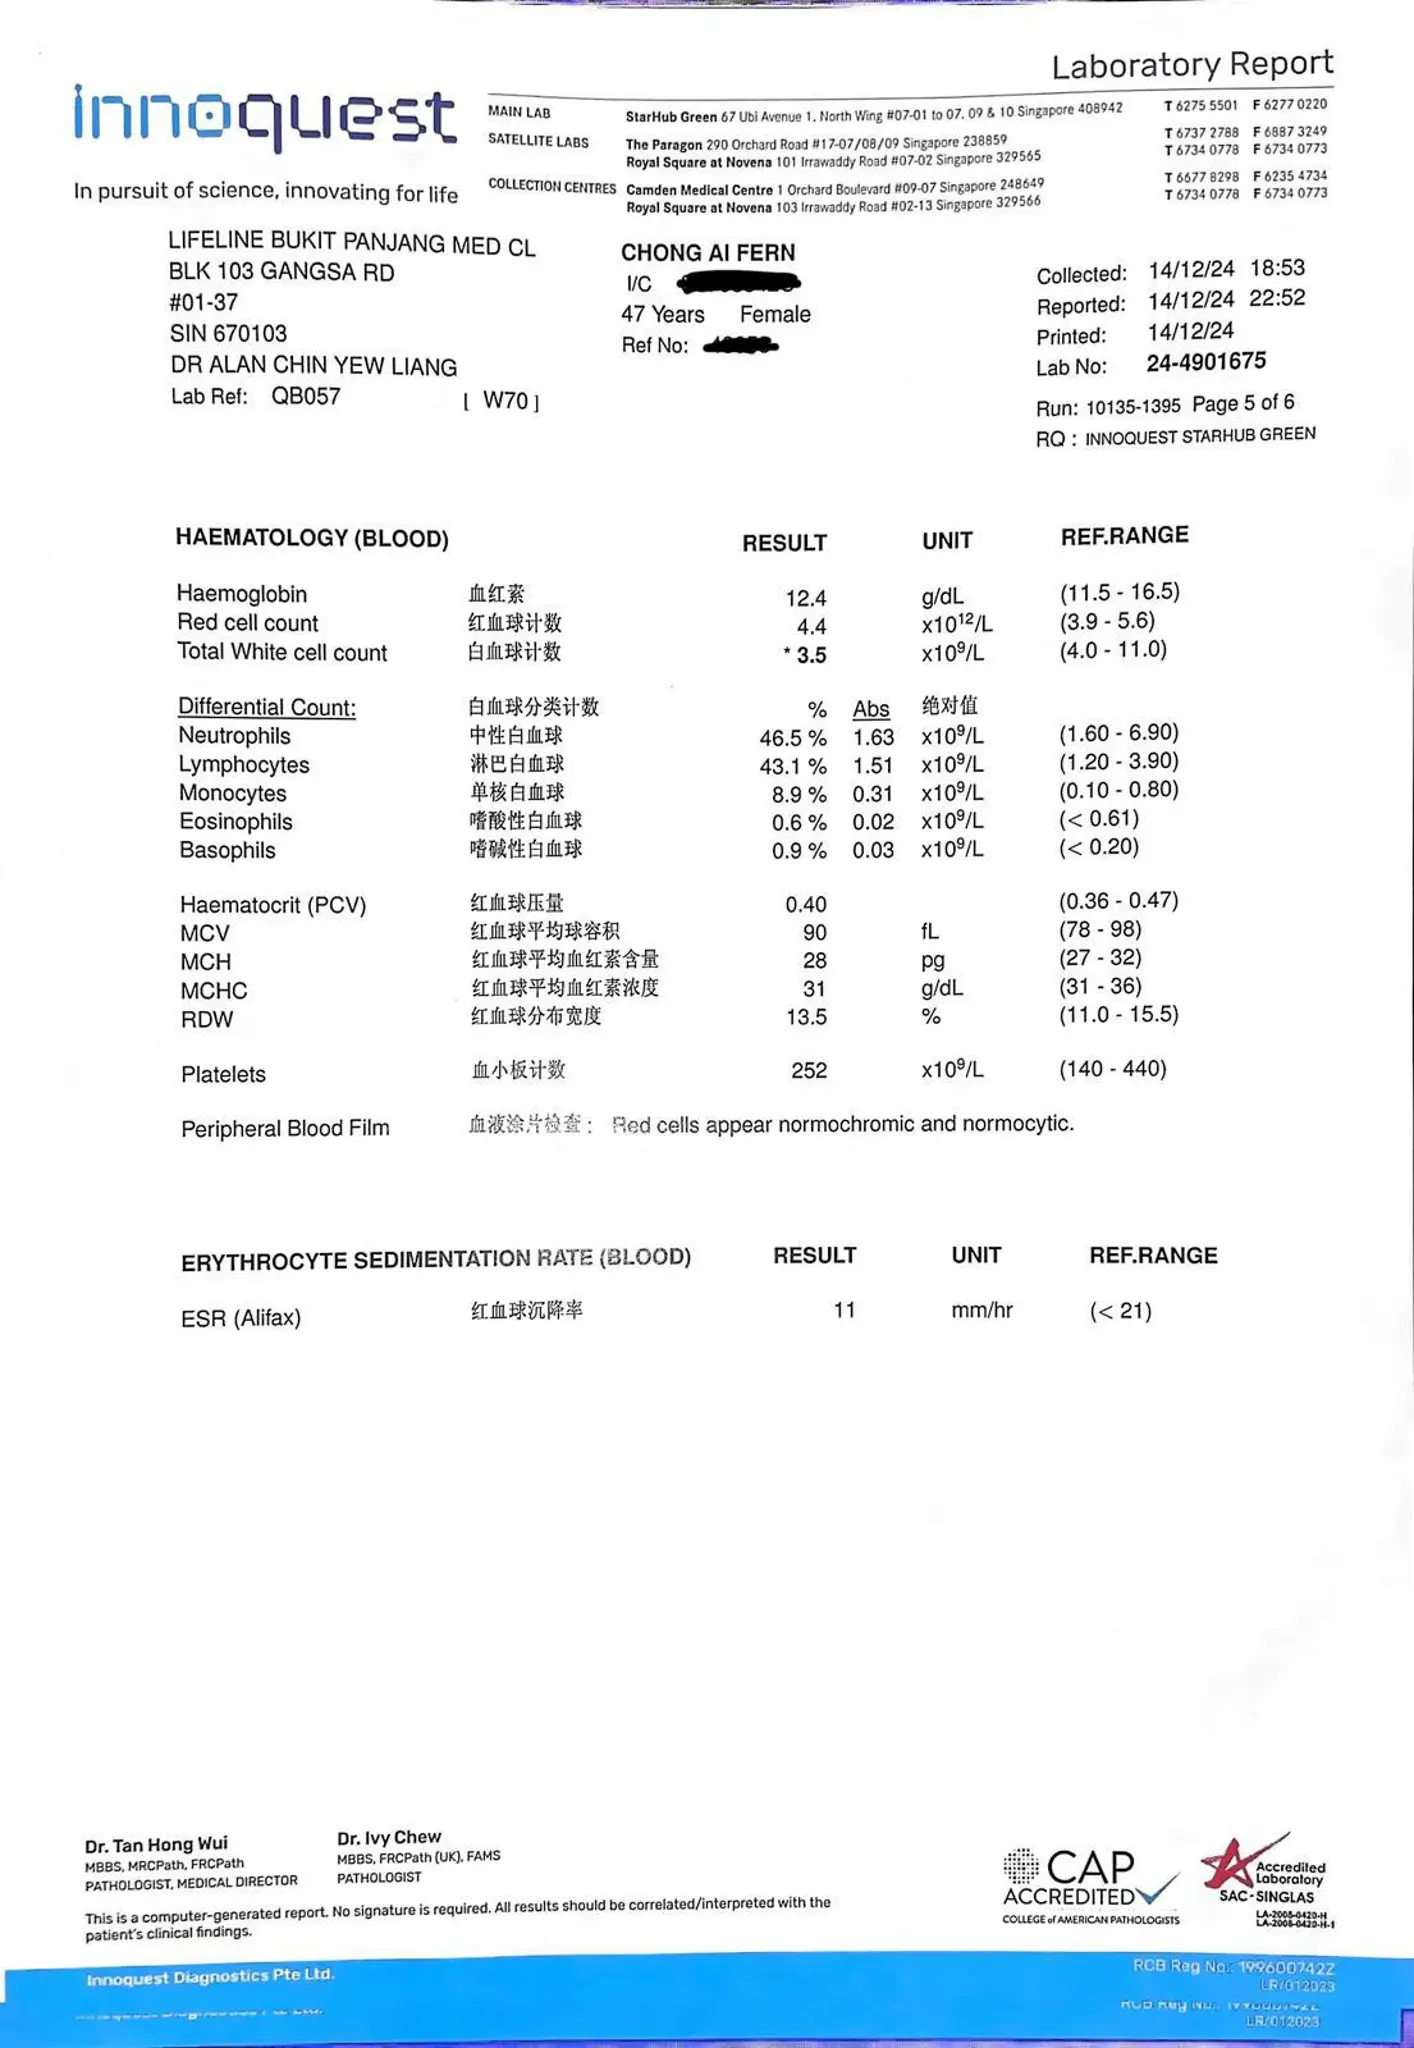 Laboratory Report
innoquest
In pursuit of science, innovating for life
MAIN LAB StarHub Green 67 Ubi Avenue 1, North Wing #07-01 to 07, 09 & 10 Singapore 408942 T 6275 5501 F 6277 0220
SATELLITE LABS The Paragon 290 Orchard Road #17-07/08/09 Singapore 238859 T 6737 2788 F 6887 3249
Royal Square at Novena 101 Irrawaddy Road #07-02 Singapore 329565 T 6734 0778 F 6734 0773
COLLECTION CENTRES Camden Medical Centre 1 Orchard Boulevard #09-07 Singapore 248649 T 6677 8298 F 6235 4734
Royal Square at Novena 103 Irrawaddy Road #02-13 Singapore 329566 T 6734 0778 F 6734 0773
LIFELINE BUKIT PANJANG MED CL
BLK 103 GANGSA RD
#01-37
SIN 670103
DR ALAN CHIN YEW LIANG
Lab Ref: QB057 [ W70 ]
CHONG AI FERN
I/C
47 Years Female
Ref No:
Collected: 14/12/24 18:53
Reported: 14/12/24 22:52
Printed: 14/12/24
Lab No: 24-4901675
Run: 10135-1395 Page 5 of 6
RQ : INNOQUEST STARHUB GREEN
HAEMATOLOGY (BLOOD) RESULT UNIT REF.RANGE
Haemoglobin 血红素 12.4 g/dL (11.5 - 16.5)
Red cell count 红血球计数 4.4 x10¹²/L (3.9 - 5.6)
Total White cell count 白血球计数 * 3.5 x10⁹/L (4.0 - 11.0)
Differential Count: 白血球分类计数 % Abs 绝对值
Neutrophils 中性白血球 46.5 % 1.63 x10⁹/L (1.60 - 6.90)
Lymphocytes 淋巴白血球 43.1 % 1.51 x10⁹/L (1.20 - 3.90)
Monocytes 单核白血球 8.9 % 0.31 x10⁹/L (0.10 - 0.80)
Eosinophils 嗜酸性白血球 0.6 % 0.02 x10⁹/L (< 0.61)
Basophils 嗜碱性白血球 0.9 % 0.03 x10⁹/L (< 0.20)
Haematocrit (PCV) 红血球压量 0.40 (0.36 - 0.47)
MCV 红血球平均球容积 90 fL (78 - 98)
MCH 红血球平均血红素含量 28 pg (27 - 32)
MCHC 红血球平均血红素浓度 31 g/dL (31 - 36)
RDW 红血球分布宽度 13.5 % (11.0 - 15.5)
Platelets 血小板计数 252 x10⁹/L (140 - 440)
Peripheral Blood Film 血液涂片检查 : Red cells appear normochromic and normocytic.
ERYTHROCYTE SEDIMENTATION RATE (BLOOD) RESULT UNIT REF.RANGE
ESR (Alifax) 红血球沉降率 11 mm/hr (< 21)
Dr. Tan Hong Wui
MBBS, MRCPath, FRCPath
PATHOLOGIST, MEDICAL DIRECTOR
Dr. Ivy Chew
MBBS, FRCPath (UK), FAMS
PATHOLOGIST
This is a computer-generated report. No signature is required. All results should be correlated/interpreted with the
patient's clinical findings.
CAP
ACCREDITED
COLLEGE of AMERICAN PATHOLOGISTS
Accredited
Laboratory
SAC-SINGLAS
LA-2008-0420-H
LA-2008-0420-H-1
Innoquest Diagnostics Pte Ltd.
RCB Reg No.: 199600742Z
LR/012023
LR/012023